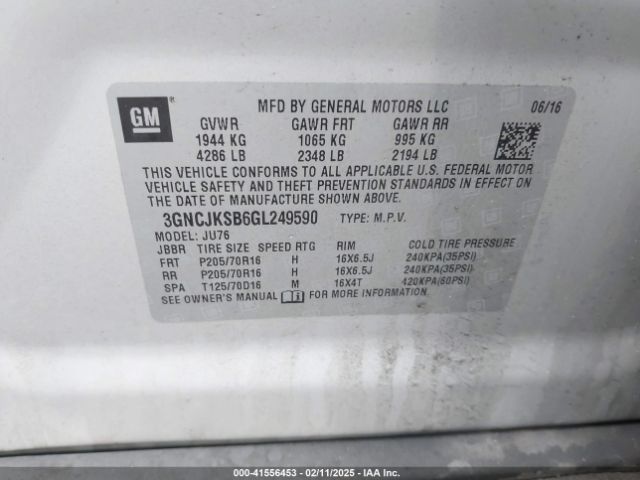 GM
MFD BY GENERAL MOTORS LLC 06/16
GVWR GAWR FRT GAWR RR
1944 KG 1065 KG 995 KG
4286 LB 2348 LB 2194 LB
THIS VEHICLE CONFORMS TO ALL APPLICABLE U.S. FEDERAL MOTOR
VEHICLE SAFETY AND THEFT PREVENTION STANDARDS IN EFFECT ON
THE DATE OF MANUFACTURE SHOWN ABOVE.
3GNCJKSB6GL249590 TYPE: M.P.V.
MODEL: JU76
JBBR TIRE SIZE SPEED RTG RIM COLD TIRE PRESSURE
FRT P205/70R16 H 16X6.5J 240KPA(35PSI)
RR P205/70R16 H 16X6.5J 240KPA(35PSI)
SPA T125/70D16 M 16X4T 420KPA(60PSI)
SEE OWNER'S MANUAL FOR MORE INFORMATION
000-41556453 - 02/11/2025 - IAA Inc.